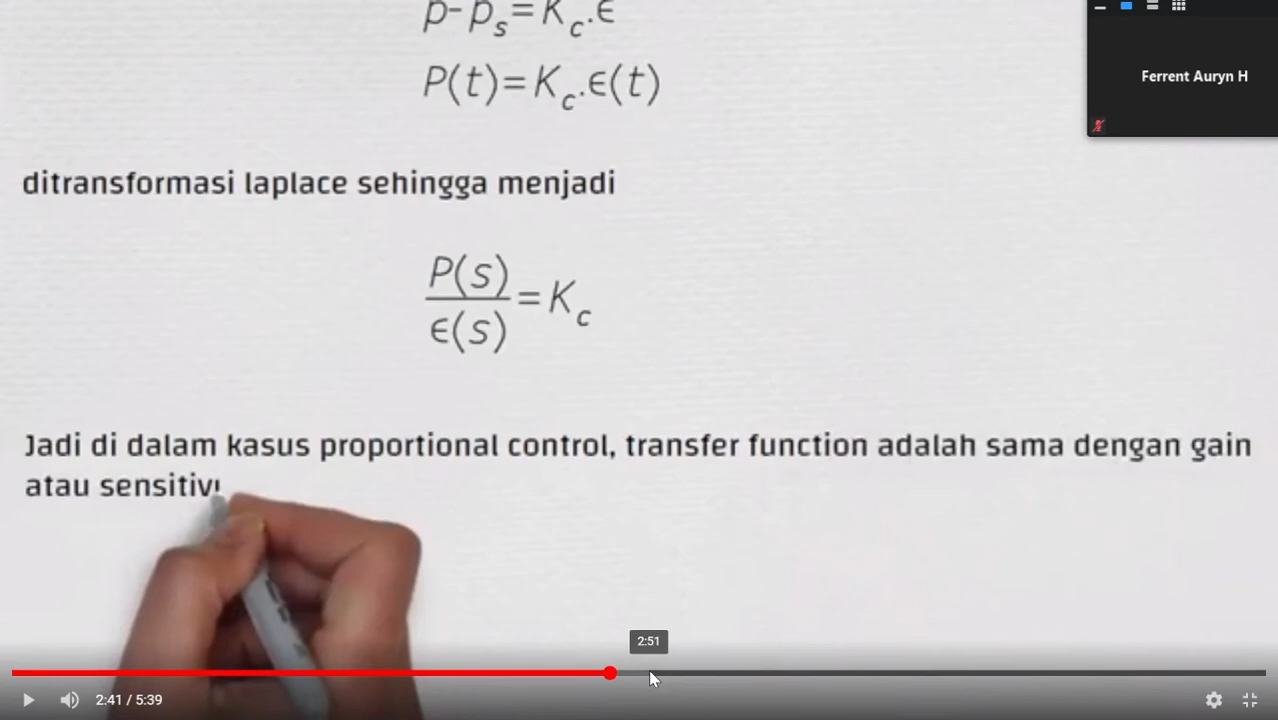 p-p_s=K_c.ϵ
Ferrent Auryn H
P(t)=K_c.ϵ(t)
ditransformasi laplace sehingga menjadi
P(s)
ϵ(s)
=K_c
Jadi di dalam kasus proportional control, transfer function adalah sama dengan gain
atau sensitiv
2:51
2:41 / 5:39